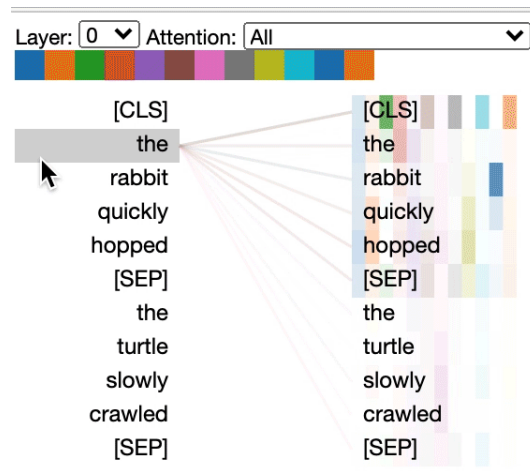 Layer: 0 Attention: All
[CLS] [CLS]
the the
rabbit rabbit
quickly quickly
hopped hopped
[SEP] [SEP]
the the
turtle turtle
slowly slowly
crawled crawled
[SEP] [SEP]